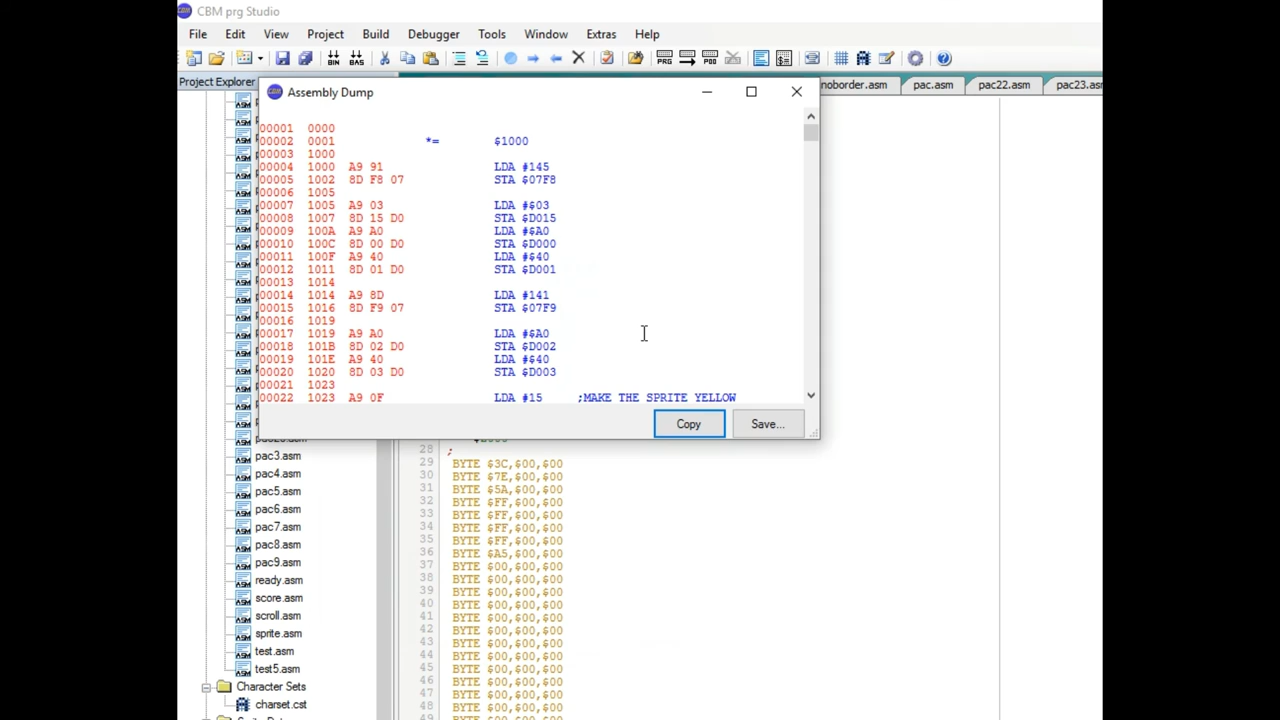 CBM prg Studio
File Edit View Project Build Debugger Tools Window Extras Help
BIN BAS PRG POD
Project Explorer
Assembly Dump
noborder.asm pac.asm pac22.asm pac23.asm
00001 0000
00002 0001 *= $1000
00003 1000
00004 1000 A9 91 LDA #145
00005 1002 8D F8 07 STA $07F8
00006 1005
00007 1005 A9 03 LDA #$03
00008 1007 8D 15 D0 STA $D015
00009 100A A9 A0 LDA #$A0
00010 100C 8D 00 D0 STA $D000
00011 100F A9 40 LDA #$40
00012 1011 8D 01 D0 STA $D001
00013 1014
00014 1014 A9 8D LDA #141
00015 1016 8D F9 07 STA $07F9
00016 1019
00017 1019 A9 A0 LDA #$A0
00018 101B 8D 02 D0 STA $D002
00019 101E A9 40 LDA #$40
00020 1020 8D 03 D0 STA $D003
00021 1023
00022 1023 A9 0F LDA #15 ;MAKE THE SPRITE YELLOW
Copy Save...
pac3.asm
pac4.asm
pac5.asm
pac6.asm
pac7.asm
pac8.asm
pac9.asm
ready.asm
score.asm
scroll.asm
sprite.asm
test.asm
test5.asm
Character Sets
charset.cst
28 ;
29 BYTE $3C,$00,$00
30 BYTE $7E,$00,$00
31 BYTE $5A,$00,$00
32 BYTE $FF,$00,$00
33 BYTE $FF,$00,$00
34 BYTE $FF,$00,$00
35 BYTE $FF,$00,$00
36 BYTE $A5,$00,$00
37 BYTE $00,$00,$00
38 BYTE $00,$00,$00
39 BYTE $00,$00,$00
40 BYTE $00,$00,$00
41 BYTE $00,$00,$00
42 BYTE $00,$00,$00
43 BYTE $00,$00,$00
44 BYTE $00,$00,$00
45 BYTE $00,$00,$00
46 BYTE $00,$00,$00
47 BYTE $00,$00,$00
48 BYTE $00,$00,$00
49 BYTE $00,$00,$00